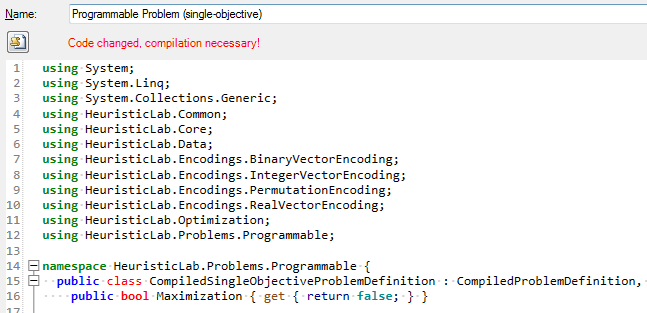 Name: Programmable Problem (single-objective)
Code changed, compilation necessary!
1 using System;
2 using System.Linq;
3 using System.Collections.Generic;
4 using HeuristicLab.Common;
5 using HeuristicLab.Core;
6 using HeuristicLab.Data;
7 using HeuristicLab.Encodings.BinaryVectorEncoding;
8 using HeuristicLab.Encodings.IntegerVectorEncoding;
9 using HeuristicLab.Encodings.PermutationEncoding;
10 using HeuristicLab.Encodings.RealVectorEncoding;
11 using HeuristicLab.Optimization;
12 using HeuristicLab.Problems.Programmable;
13
14 namespace HeuristicLab.Problems.Programmable {
15 public class CompiledSingleObjectiveProblemDefinition : CompiledProblemDefinition,
16 public bool Maximization { get { return false; } }
17